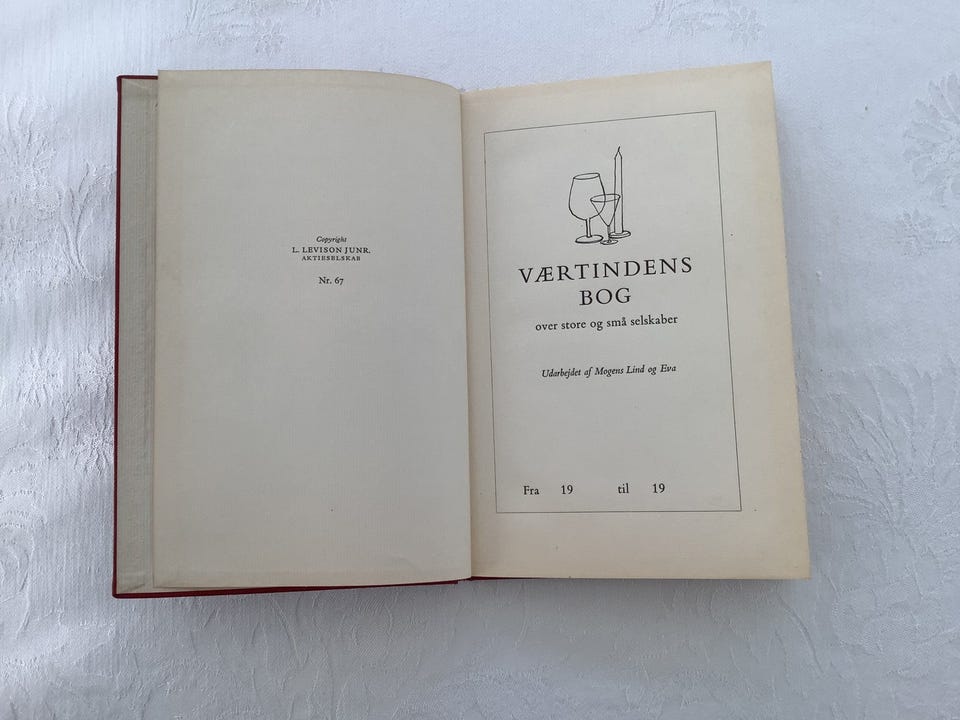 Copyright
L. LEVISON JUNR.
AKTIESELSKAB
Nr. 67
VÆRTINDENS
BOG
over store og små selskaber
Udarbejdet af Mogens Lind og Eva
Fra 19 til 19